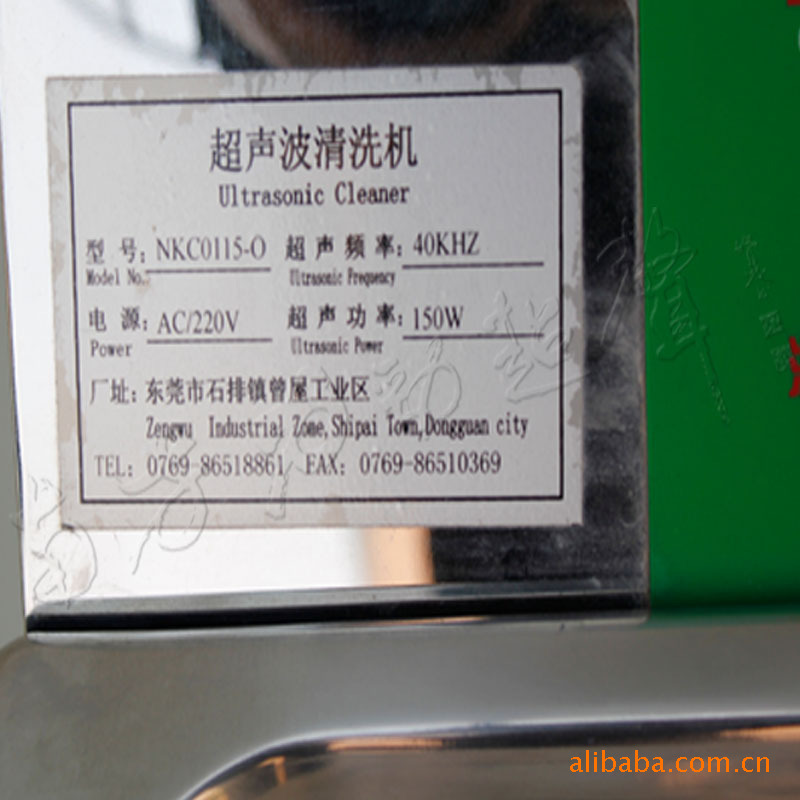 超声波清洗机
Ultrasonic Cleaner
型号: NKC0115-O 超声频率: 40KHZ
Model No.: Ultrasonic Prequency
电源: AC/220V 超声功率: 150W
Power Ultrasonic Power
厂址: 东莞市石排镇曾屋工业区
Zengwu Industrial Zome, Shipai Town, Dongguan city
TEL: 0769-86518861 FAX: 0769-86510369
alibaba.com.cn